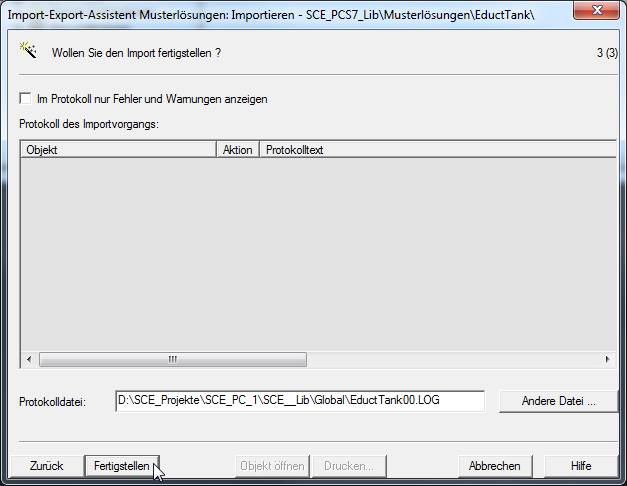 Import-Export-Assistent Musterlösungen: Importieren - SCE_PCS7_Lib\Musterlösungen\EductTank\
Wollen Sie den Import fertigstellen ?
3 (3)
Im Protokoll nur Fehler und Warnungen anzeigen
Protokoll des Importvorgangs:
Objekt Aktion Protokolltext
Protokolldatei: D:\SCE_Projekte\SCE_PC_1\SCE__Lib\Global\EductTank00.LOG Andere Datei ...
Zurück Fertigstellen Objekt öffnen Drucken... Abbrechen Hilfe